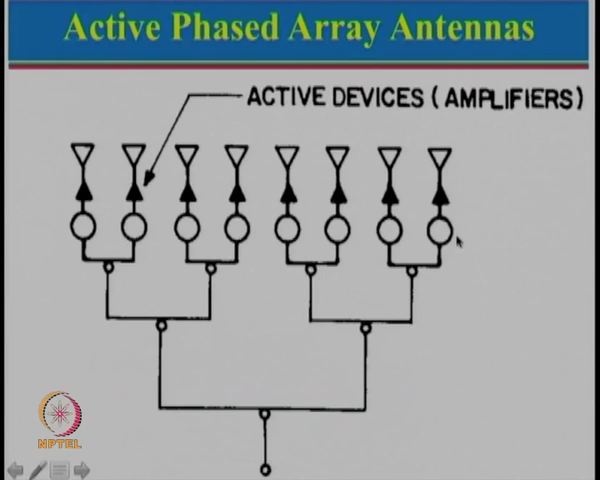 Active Phased Array Antennas
ACTIVE DEVICES (AMPLIFIERS)
NPTEL